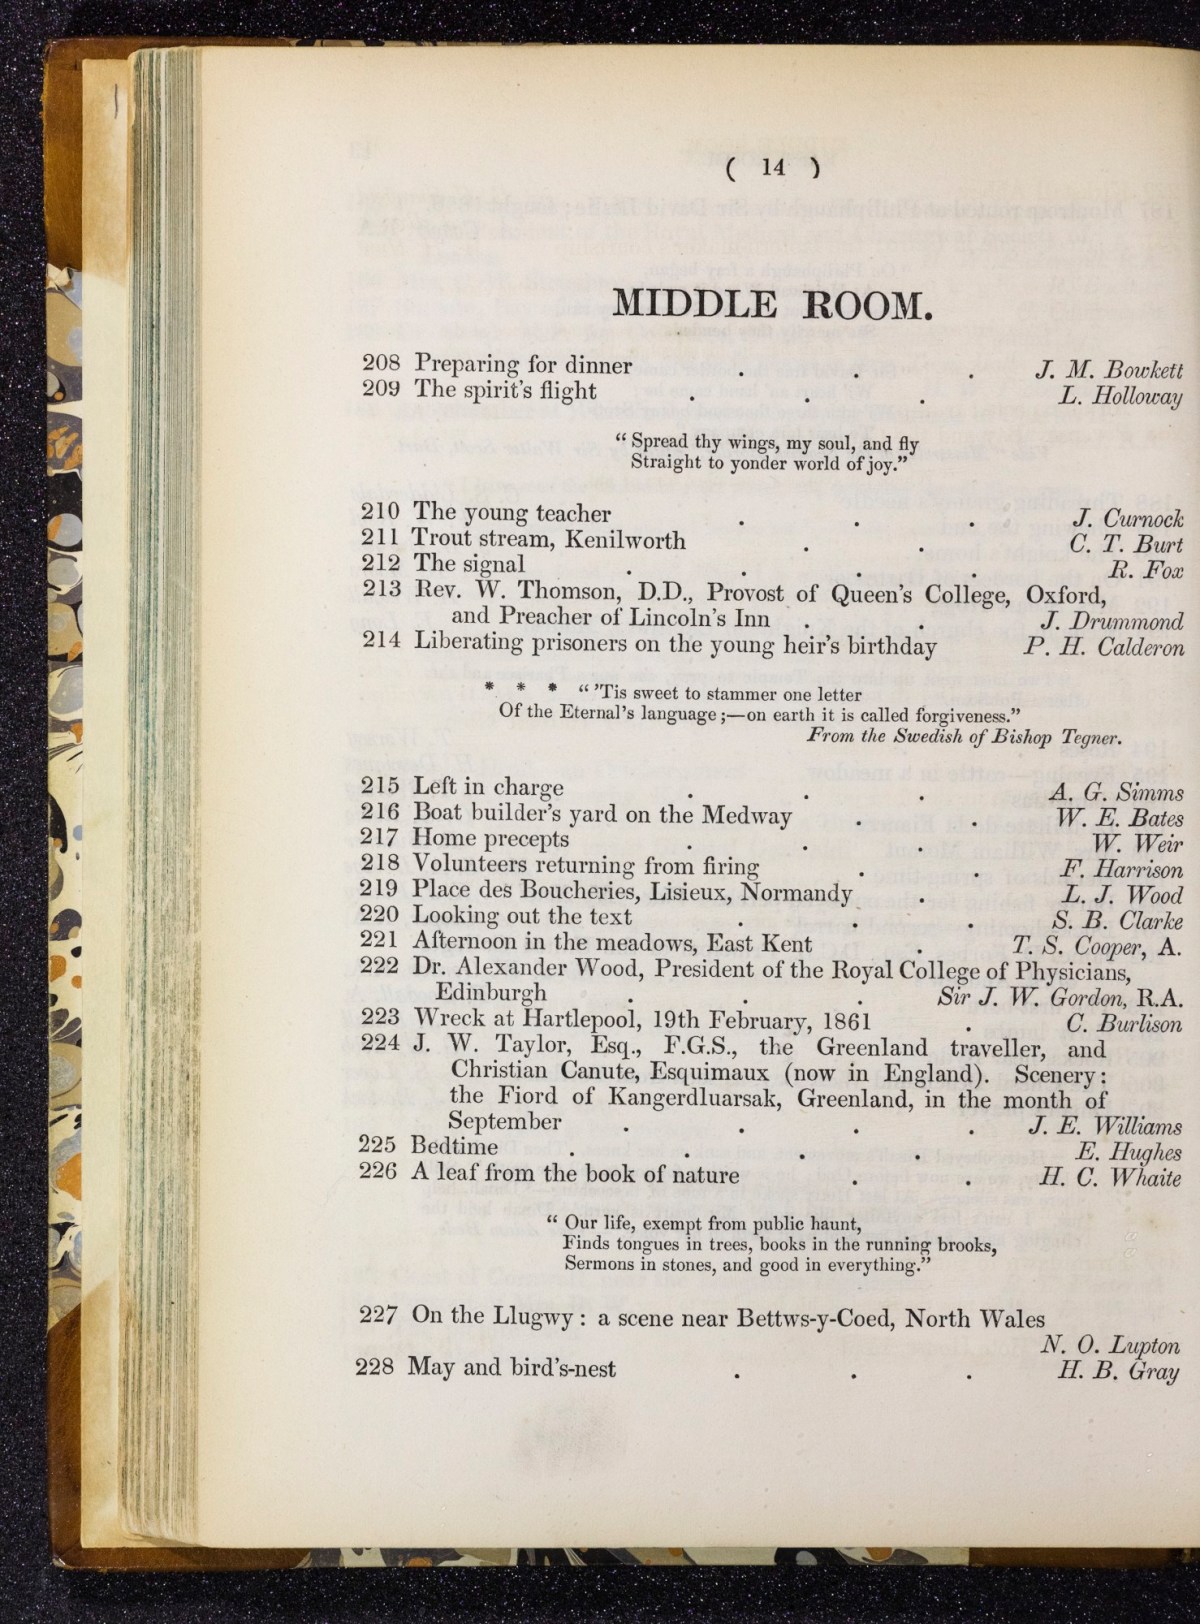 ( 14 )
MIDDLE ROOM.
208 Preparing for dinner . . . J. M. Bowkett
209 The spirit's flight . . . L. Holloway
“ Spread thy wings, my soul, and fly
Straight to yonder world of joy.”
210 The young teacher . . . J. Curnock
211 Trout stream, Kenilworth . . C. T. Burt
212 The signal . . . . R. Fox
213 Rev. W. Thomson, D.D., Provost of Queen's College, Oxford,
and Preacher of Lincoln's Inn . . J. Drummond
214 Liberating prisoners on the young heir's birthday P. H. Calderon
* * * “ 'Tis sweet to stammer one letter
Of the Eternal's language ;—on earth it is called forgiveness.”
From the Swedish of Bishop Tegner.
215 Left in charge . . . A. G. Simms
216 Boat builder's yard on the Medway . . W. E. Bates
217 Home precepts . . . W. Weir
218 Volunteers returning from firing . . F. Harrison
219 Place des Boucheries, Lisieux, Normandy . L. J. Wood
220 Looking out the text . . . S. B. Clarke
221 Afternoon in the meadows, East Kent . T. S. Cooper, A.
222 Dr. Alexander Wood, President of the Royal College of Physicians,
Edinburgh . . . Sir J. W. Gordon, R.A.
223 Wreck at Hartlepool, 19th February, 1861 . C. Burlison
224 J. W. Taylor, Esq., F.G.S., the Greenland traveller, and
Christian Canute, Esquimaux (now in England). Scenery:
the Fiord of Kangerdluarsak, Greenland, in the month of
September . . . . J. E. Williams
225 Bedtime . . . . E. Hughes
226 A leaf from the book of nature . . H. C. Whaite
“ Our life, exempt from public haunt,
Finds tongues in trees, books in the running brooks,
Sermons in stones, and good in everything.”
227 On the Llugwy : a scene near Bettws-y-Coed, North Wales
N. O. Lupton
228 May and bird's-nest . . . H. B. Gray